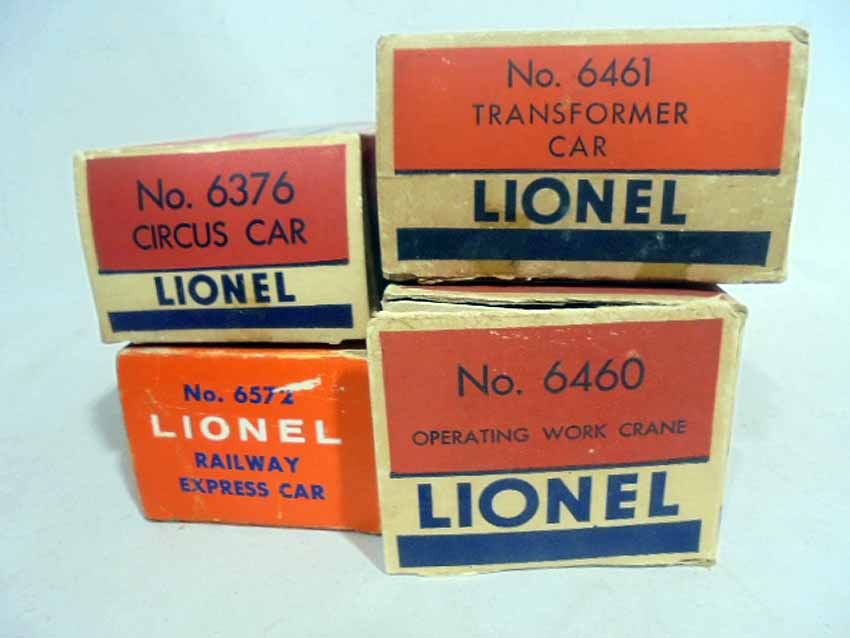 No. 6376
CIRCUS CAR
LIONEL
No. 6461
TRANSFORMER
CAR
LIONEL
No. 6572
LIONEL
RAILWAY
EXPRESS CAR
No. 6460
OPERATING WORK CRANE
LIONEL